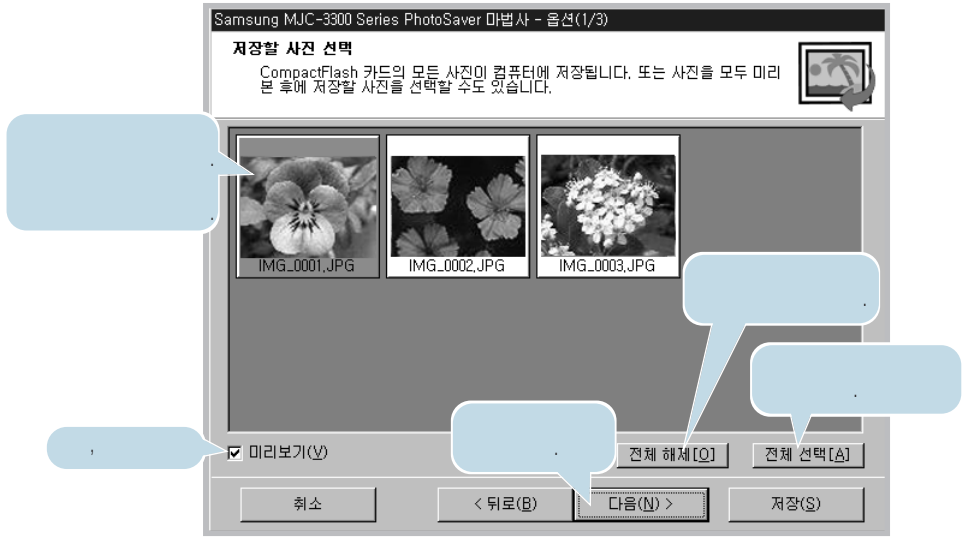 Samsung MJC-3300 Series PhotoSaver 마법사 - 옵션(1/3)
저장할 사진 선택
CompactFlash 카드의 모든 사진이 컴퓨터에 저장됩니다. 또는 사진을 모두 미리
본 후에 저장할 사진을 선택할 수도 있습니다.
IMG_0001.JPG IMG_0002.JPG IMG_0003.JPG
미리보기(V) 전체 해제[O] 전체 선택[A]
취소 < 뒤로(B) 다음(N) > 저장(S)